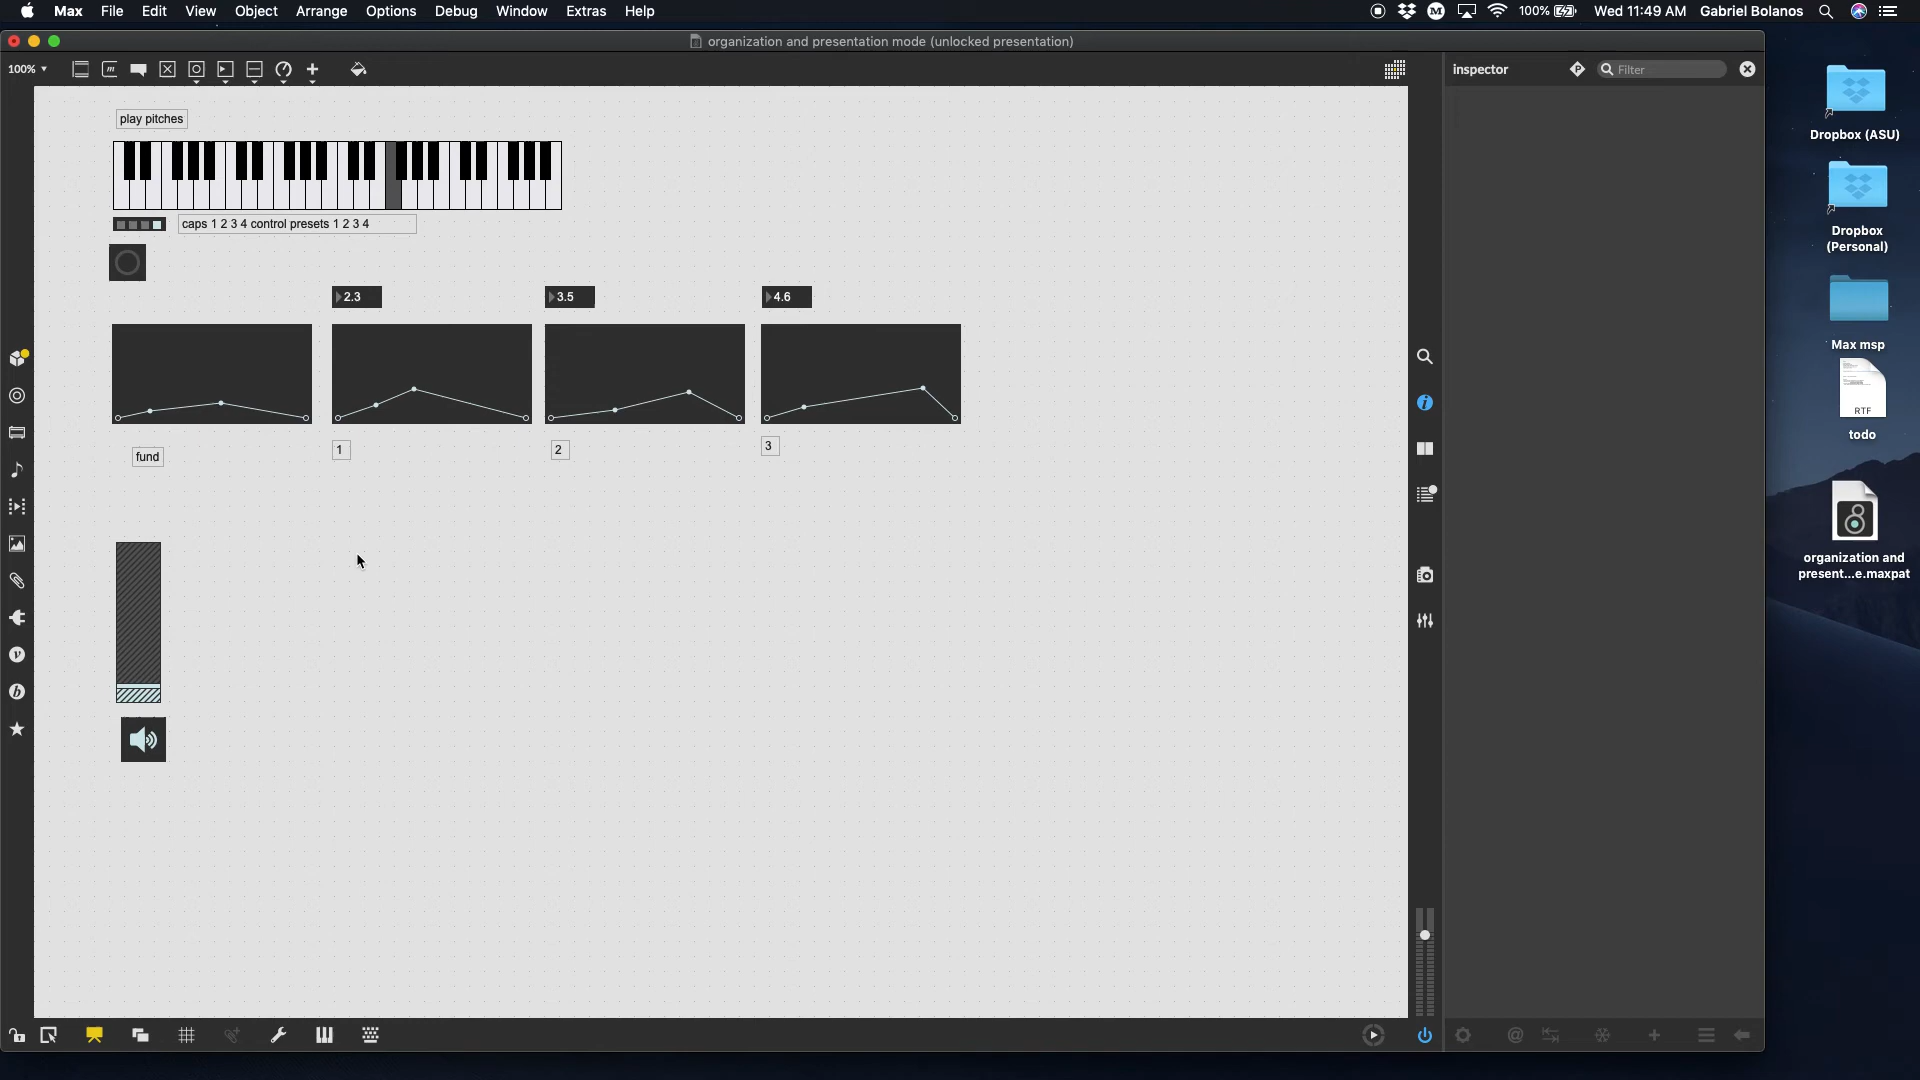 Max File Edit View Object Arrange Options Debug Window Extras Help
100% Wed 11:49 AM Gabriel Bolanos
organization and presentation mode (unlocked presentation)
100%
m
inspector
Filter
play pitches
caps 1 2 3 4 control presets 1 2 3 4
2.3
3.5
4.6
fund
1
2
3
Dropbox (ASU)
Dropbox
(Personal)
Max msp
RTF
todo
organization and
present...e.maxpat